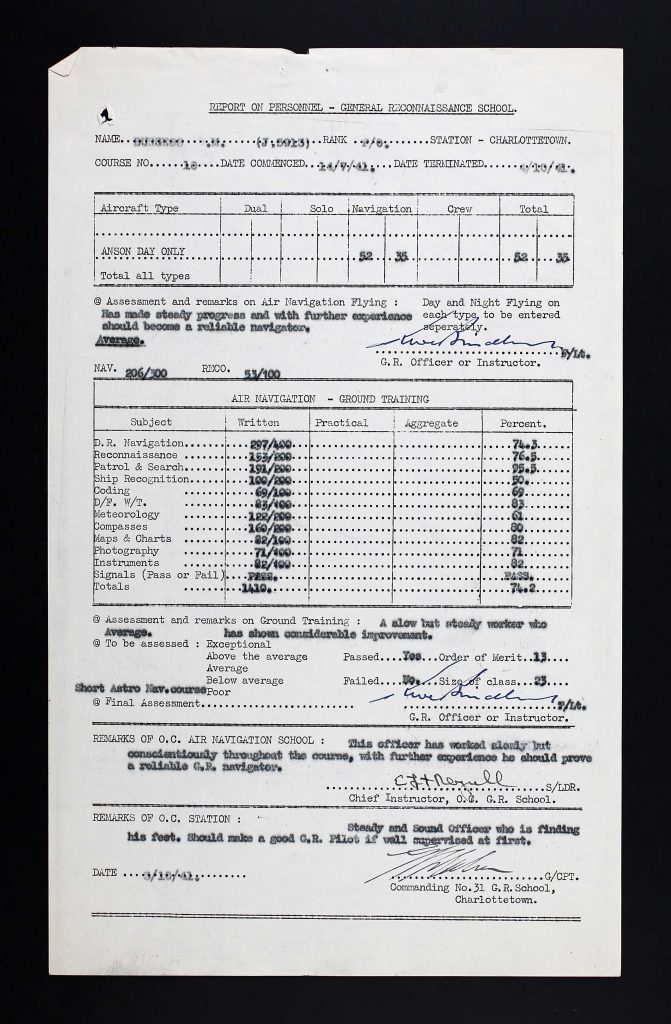 1
REPORT ON PERSONNEL - GENERAL RECONNAISSANCE SCHOOL.
NAME.. (J.5913)..RANK P/O........STATION - CHARLOTTETOWN.
COURSE NO......18....DATE COMMENCED....14/7/41....DATE TERMINATED...... /10/41.
Aircraft Type Dual Solo Navigation Crew Total
ANSON DAY ONLY 52 35 52 35
Total all types
@ Assessment and remarks on Air Navigation Flying : Day and Night Flying on
Has made steady progress and with further experience each type to be entered
should become a reliable navigator. seperately.
Average. F/Lt.
G.R. Officer or Instructor.
NAV. 206/300 RECO. 53/100
AIR NAVIGATION - GROUND TRAINING
Subject Written Practical Aggregate Percent.
D.R. Navigation 297/400 74.3
Reconnaissance 153/200 76.5
Patrol & Search 191/200 95.5
Ship Recognition 100/200 50.
Coding 69/100 69
D/F. W/T. 83/100 83
Meteorology 122/200 61
Compasses 160/200 80
Maps & Charts 82/100 82
Photography 71/100 71
Instruments 82/100 82
Signals (Pass or Fail) PASS. PASS.
Totals 1410. 74.2
@ Assessment and remarks on Ground Training : A slow but steady worker who
Average. has shown considerable improvement.
@ To be assessed : Exceptional
Above the average Passed....Yes...Order of Merit..13....
Average
Below average Failed...No....Size of class..23....
Short Astro Nav.course Poor
@ Final Assessment F/Lt.
G.R. Officer or Instructor.
REMARKS OF O.C. AIR NAVIGATION SCHOOL : This officer has worked slowly but
conscientiously throughout the course, with further experience he should prove
a reliable G.R. navigator.
S/LDR.
Chief Instructor, O.C. G.R. School.
REMARKS OF O.C. STATION :
Steady and Sound Officer who is finding
his feet. Should make a good G.R. Pilot if well supervised at first.
DATE .... /10/41. G/CPT.
Commanding No.31 G.R.School,
Charlottetown.